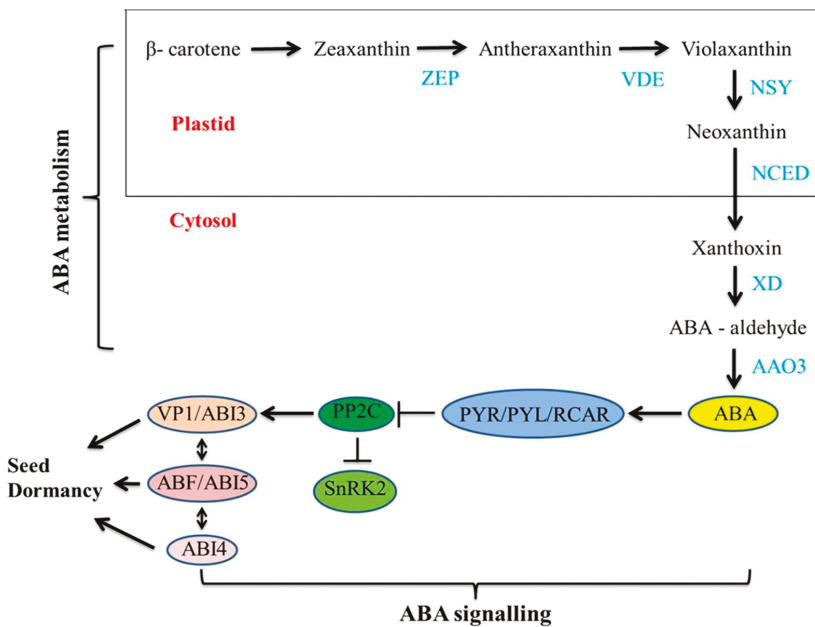 β- carotene Zeaxanthin Antheraxanthin Violaxanthin
ZEP VDE NSY
Plastid
Neoxanthin
NCED
Cytosol
ABA metabolism
Xanthoxin
XD
ABA - aldehyde
AAO3
VP1/ABI3 PP2C PYR/PYL/RCAR ABA
Seed
Dormancy
ABF/ABI5 SnRK2
ABI4
ABA signalling